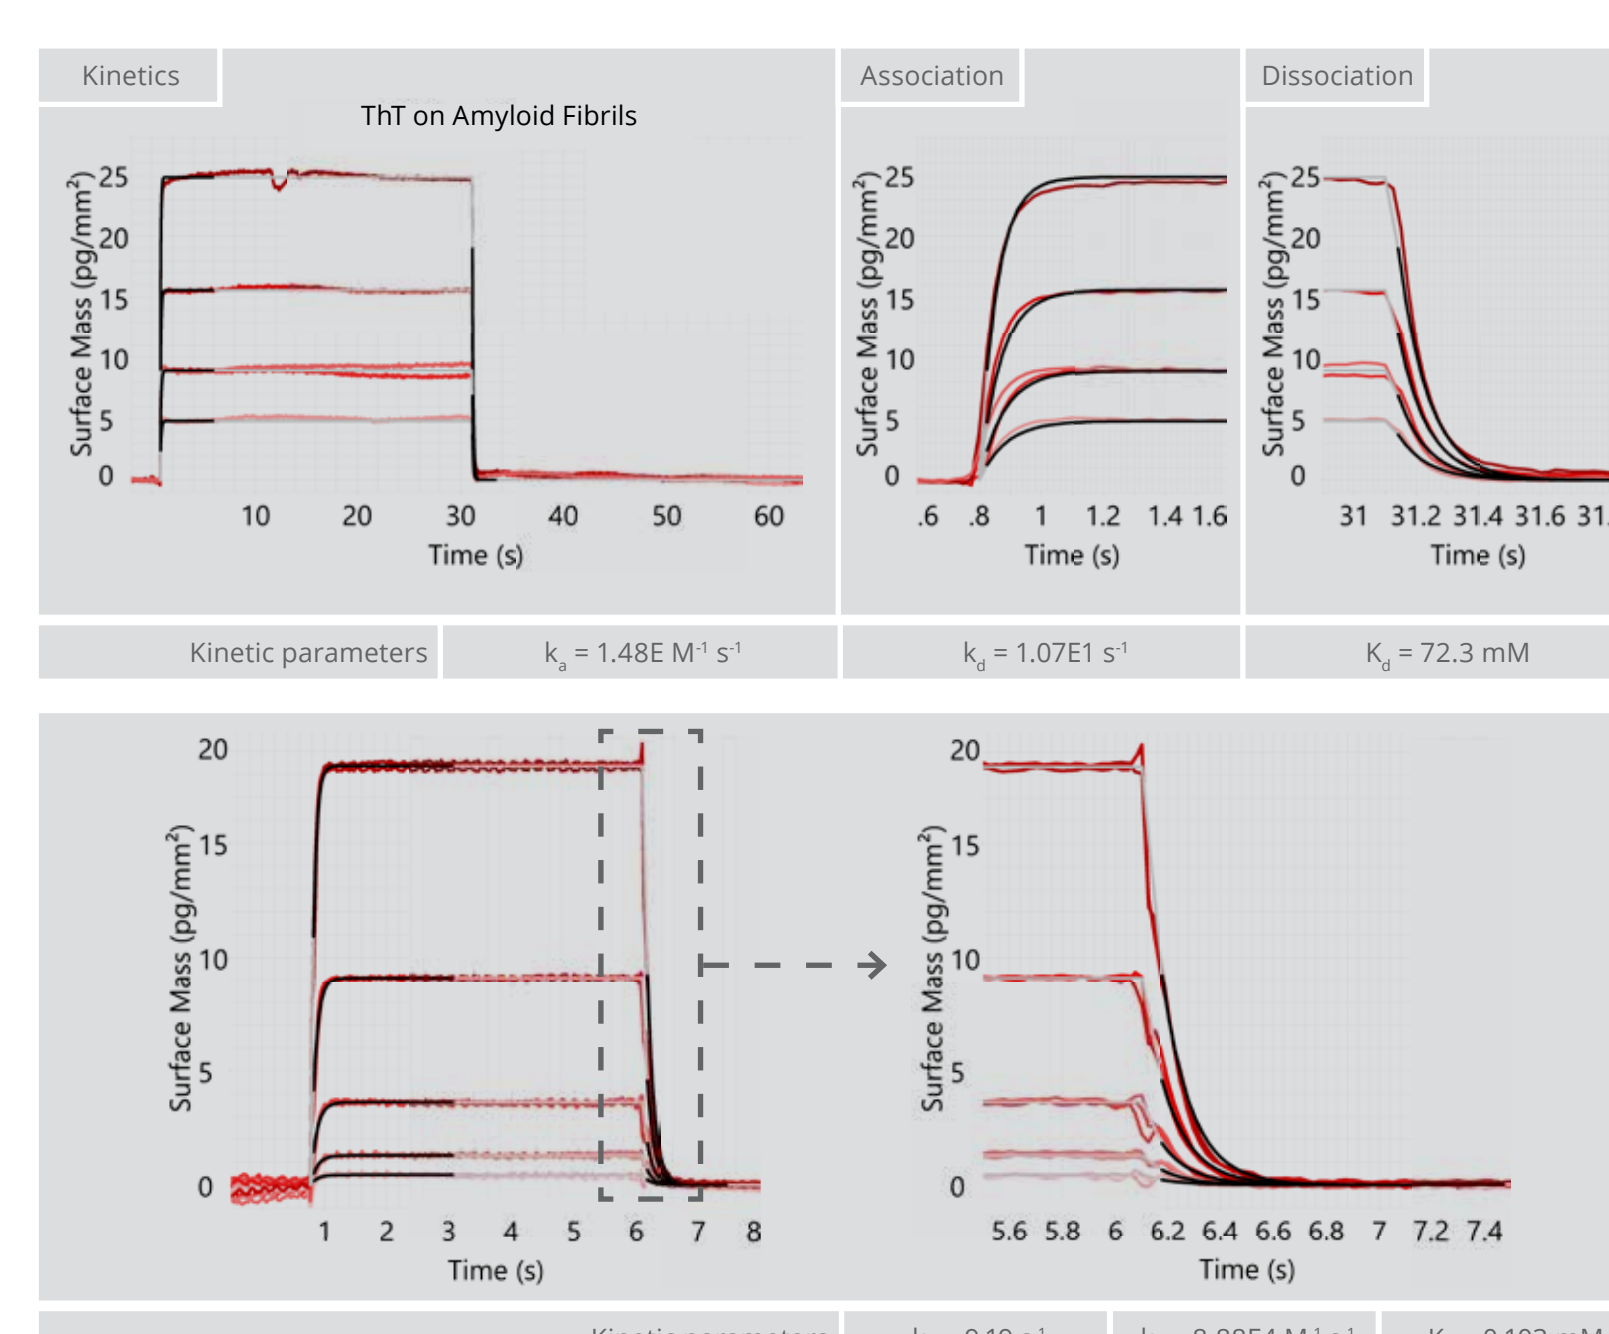 Kinetics
Association
Dissociation
ThT on Amyloid Fibrils
Surface Mass (pg/mm²)
25
20
15
10
5
0
10 20 30 40 50 60
Time (s)
Surface Mass (pg/mm²)
25
20
15
10
5
0
.6 .8 1 1.2 1.4 1.6
Time (s)
Surface Mass (pg/mm²)
25
20
15
10
5
0
31 31.2 31.4 31.6 31.
Time (s)
Kinetic parameters
kₐ = 1.48E M⁻¹ s⁻¹
k_d = 1.07E1 s⁻¹
K_d = 72.3 mM
Surface Mass (pg/mm²)
20
15
10
5
0
1 2 3 4 5 6 7 8
Time (s)
Surface Mass (pg/mm²)
20
15
10
5
0
5.6 5.8 6 6.2 6.4 6.6 6.8 7 7.2 7.4
Time (s)
Kinetic parameters